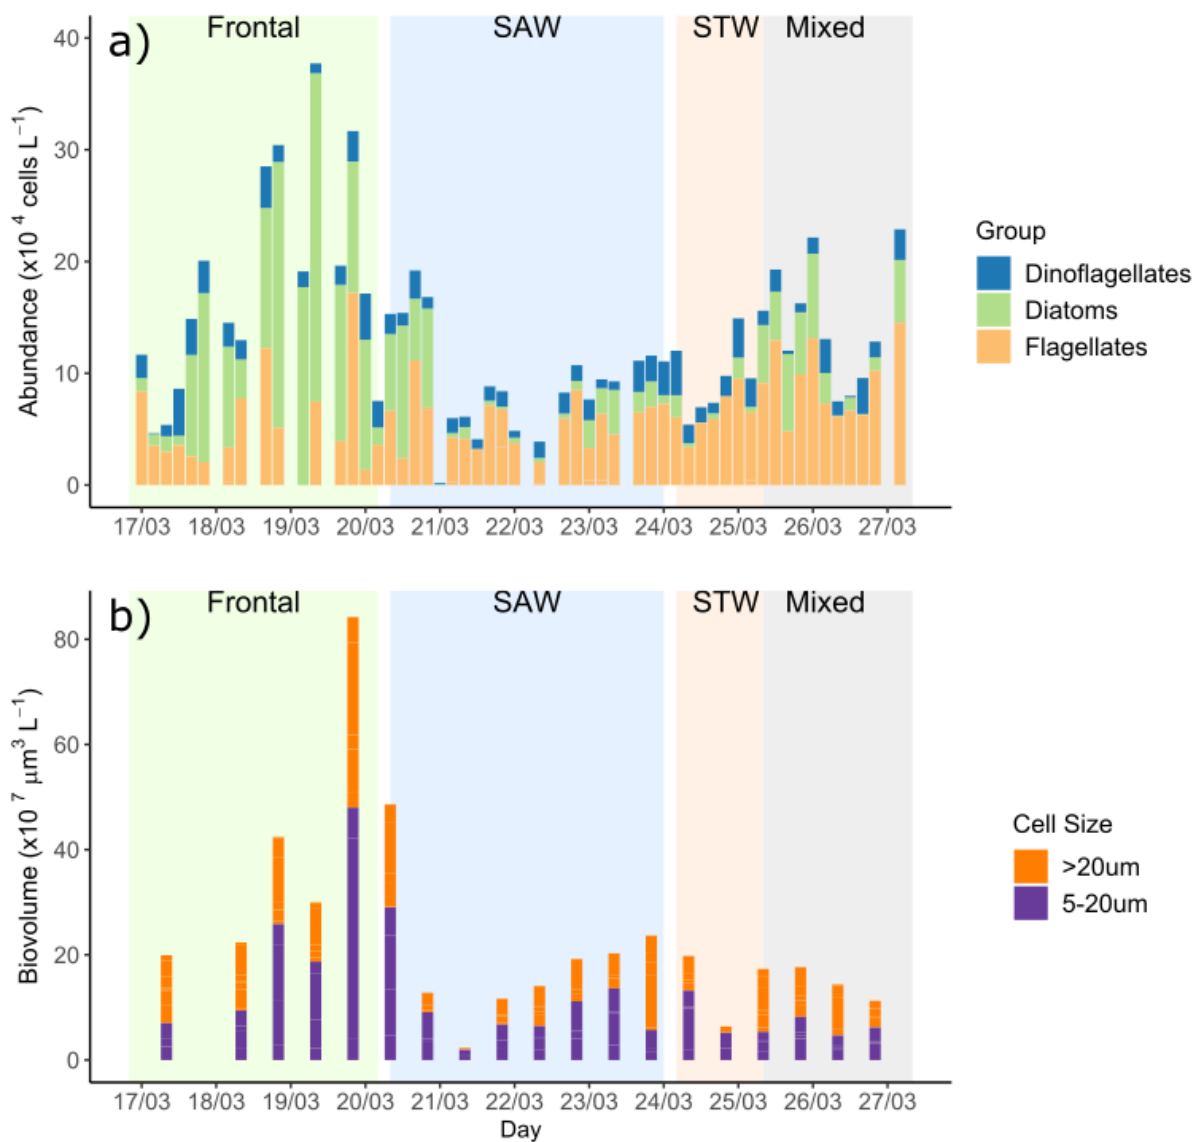 a)
Frontal
SAW
STW
Mixed
40
30
20
10
0
Abundance (x10 ⁴ cells L⁻¹)
17/03
18/03
19/03
20/03
21/03
22/03
23/03
24/03
25/03
26/03
27/03
Group
Dinoflagellates
Diatoms
Flagellates
b)
Frontal
SAW
STW
Mixed
80
60
40
20
0
Biovolume (x10 ⁷ µm³ L⁻¹)
17/03
18/03
19/03
20/03
21/03
22/03
23/03
24/03
25/03
26/03
27/03
Day
Cell Size
>20um
5-20um